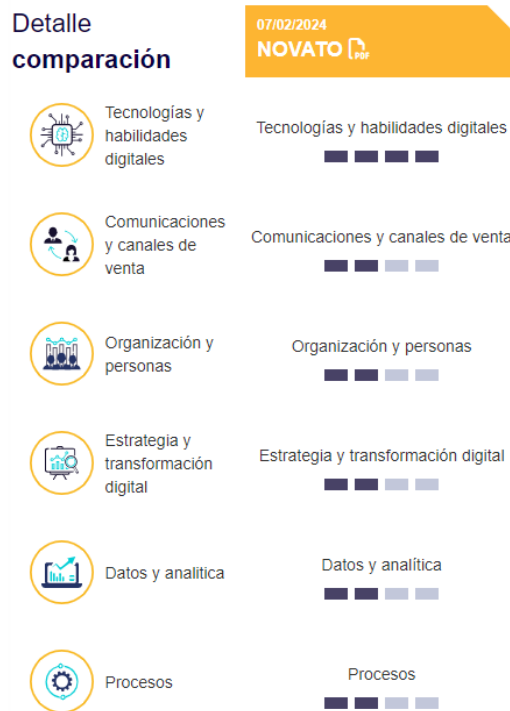 Detalle
comparación
07/02/2024
NOVATO PDF
Tecnologías y
habilidades
digitales
Tecnologías y habilidades digitales
Comunicaciones
y canales de
venta
Comunicaciones y canales de venta
Organización y
personas
Organización y personas
Estrategia y
transformación
digital
Estrategia y transformación digital
Datos y analitica
Datos y analítica
Procesos
Procesos